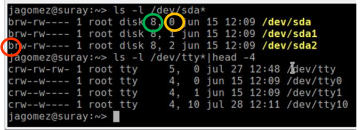 jagomez@suray:~> ls -l /dev/sda*
brw-rw---- 1 root disk 8, 0 jun 15 12:09 /dev/sda
brw-rw---- 1 root disk 8, 1 jun 15 12:09 /dev/sda1
brw-rw---- 1 root disk 8, 2 jun 15 12:09 /dev/sda2
jagomez@suray:~> ls -l /dev/tty*|head -4
crw-rw-rw- 1 root tty 5, 0 jul 27 12:48 /dev/tty
crw--w---- 1 root tty 4, 0 jun 15 12:09 /dev/tty0
crw--w---- 1 root tty 4, 1 jun 15 12:09 /dev/tty1
crw--w---- 1 root tty 4, 10 jul 28 12:11 /dev/tty10
jagomez@suray:~>